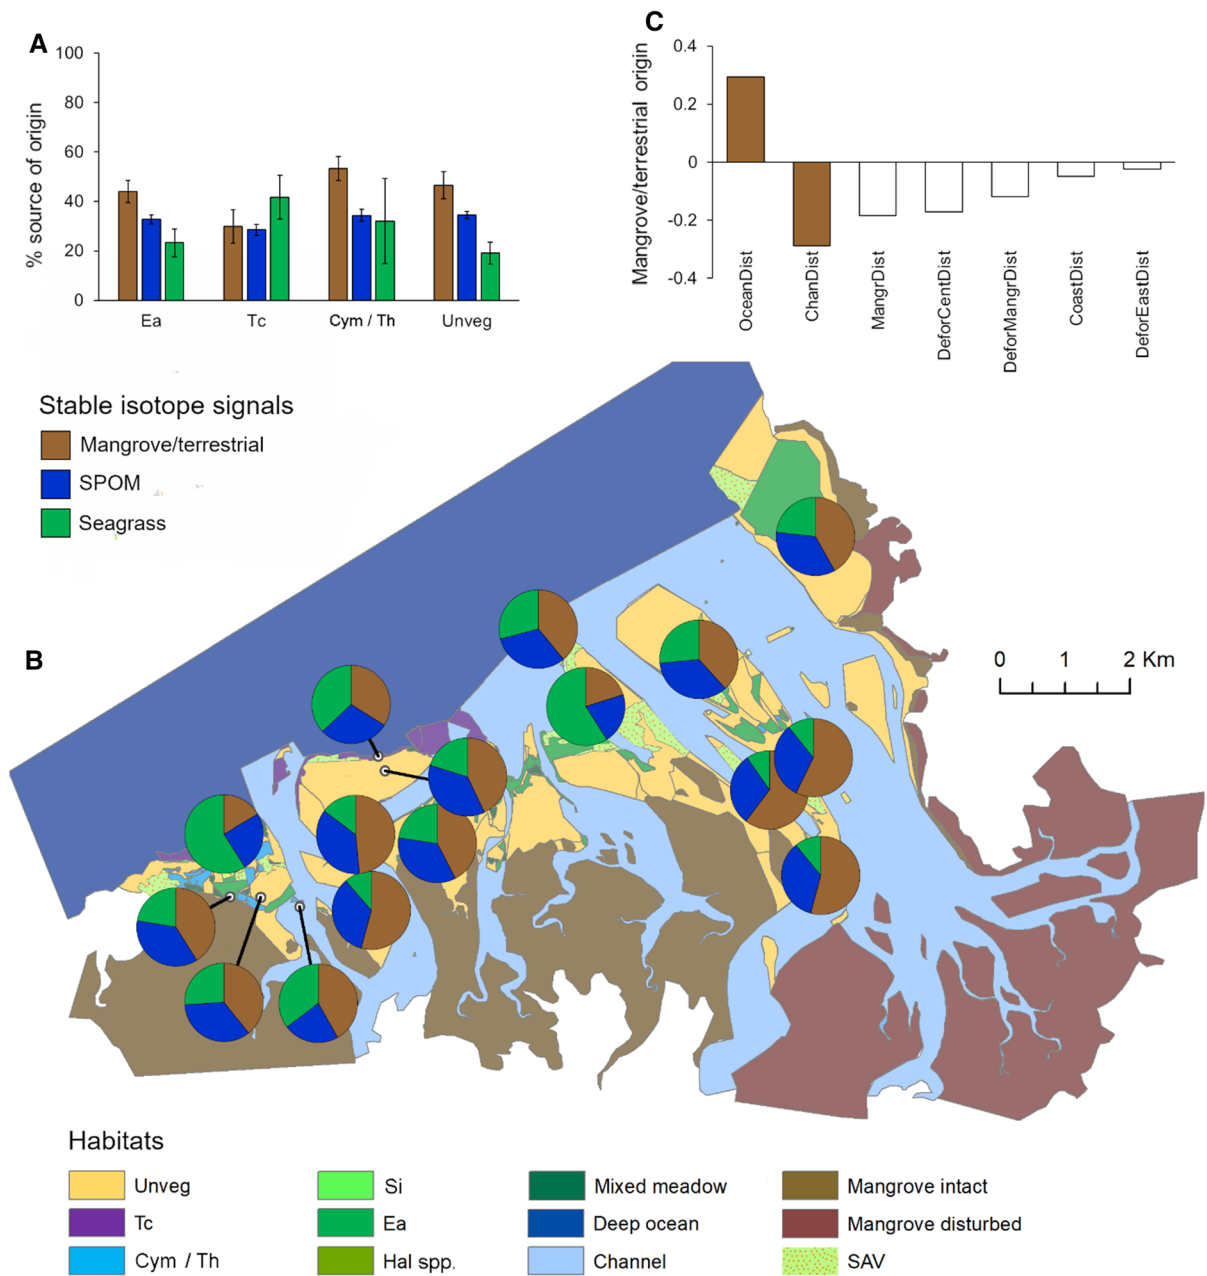 A
100
80
60
40
20
0
% source of origin
Ea
Tc
Cym / Th
Unveg
C
Mangrove/terrestrial origin
0.4
0.2
0
-0.2
-0.4
OceanDist
ChanDist
MangrDist
DeforCentDist
DeforMangrDist
CoastDist
DeforEastDist
Stable isotope signals
Mangrove/terrestrial
SPOM
Seagrass
B
0 1 2 Km
Habitats
Unveg
Tc
Cym / Th
Si
Ea
Hal spp.
Mixed meadow
Deep ocean
Channel
Mangrove intact
Mangrove disturbed
SAV